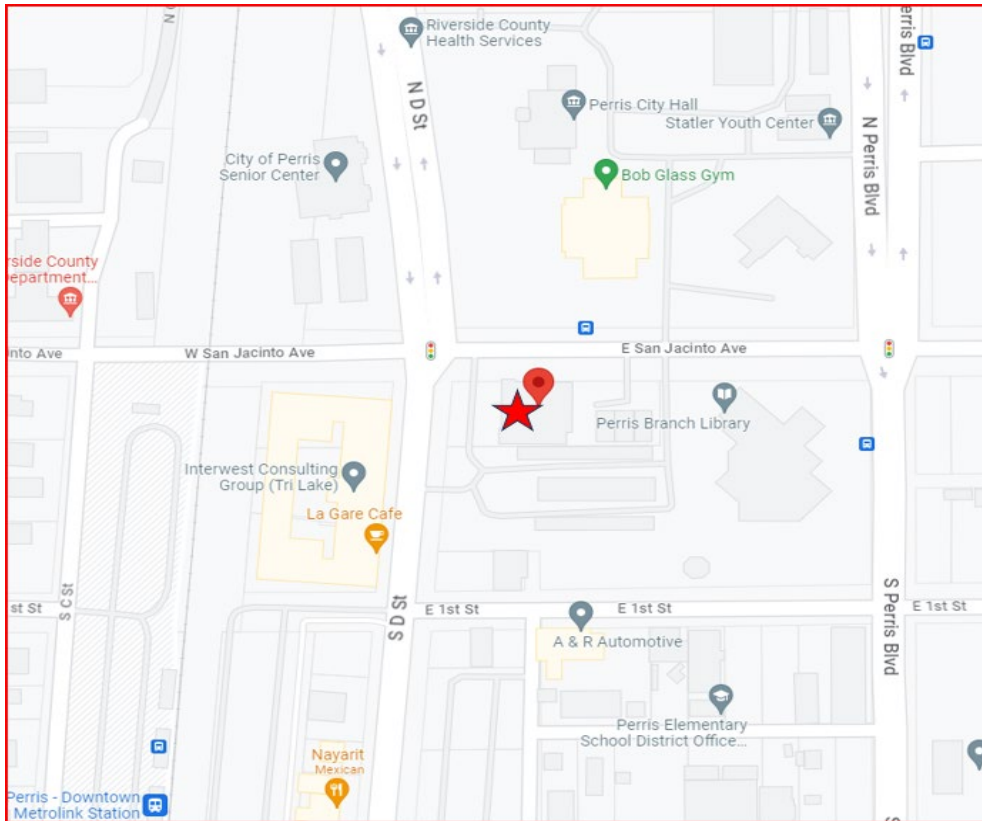 Riverside County
Health Services
N D St
Perris Blvd
Perris City Hall
Statler Youth Center
N Perris Blvd
City of Perris
Senior Center
Bob Glass Gym
rside County
epartment...
nto Ave
W San Jacinto Ave
E San Jacinto Ave
Perris Branch Library
Interwest Consulting
Group (Tri Lake)
La Gare Cafe
st St
S C St
S D St
E 1st St
E 1st St
S Perris Blvd
E 1st St
A & R Automotive
Perris Elementary
School District Office...
Nayarit
Mexican
Perris - Downtown
Metrolink Station